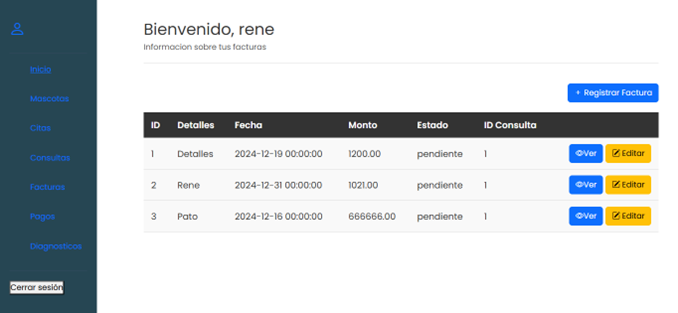 Inicio
Mascotas
Citas
Consultas
Facturas
Pagos
Diagnosticos
Cerrar sesión
Bienvenido, rene
Informacion sobre tus facturas
+ Registrar Factura
ID Detalles Fecha Monto Estado ID Consulta
1 Detalles 2024-12-19 00:00:00 1200.00 pendiente 1 Ver Editar
2 Rene 2024-12-31 00:00:00 1021.00 pendiente 1 Ver Editar
3 Pato 2024-12-16 00:00:00 666666.00 pendiente 1 Ver Editar